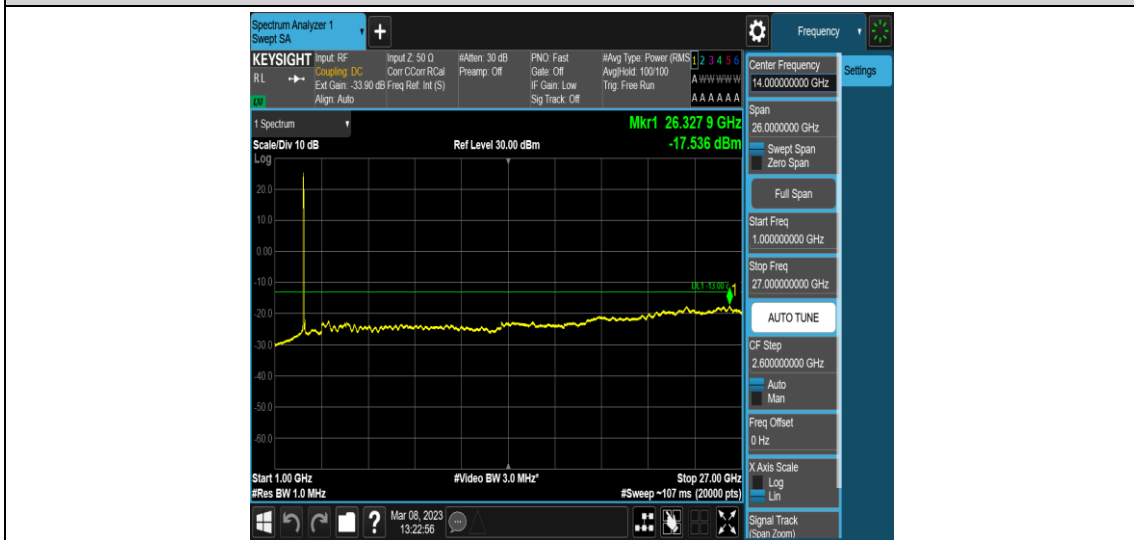 Spectrum Analyzer 1
Swept SA
+
Frequency
KEYSIGHT
RL
Input: RF
Coupling: DC
Ext Gain: -33.90 dB
Align: Auto
Input Z: 50 Ω
Corr CCorr RCal
Freq Ref: Int (S)
#Atten: 30 dB
Preamp: Off
PNO: Fast
Gate: Off
IF Gain: Low
Sig Track: Off
#Avg Type: Power (RMS
Avg|Hold: 100/100
Trig: Free Run
1 2 3 4 5 6
A W W W W W
A A A A A A
1 Spectrum
Mkr1 26.327 9 GHz
Scale/Div 10 dB
Ref Level 30.00 dBm
-17.536 dBm
Log
20.0
10.0
0.00
-10.0
-20.0
-30.0
-40.0
-50.0
-60.0
1
Start 1.00 GHz
#Video BW 3.0 MHz*
Stop 27.00 GHz
#Res BW 1.0 MHz
#Sweep ~107 ms (20000 pts)
?
Mar 08, 2023
13:22:56
Center Frequency
14.000000000 GHz
Settings
Span
26.0000000 GHz
Swept Span
Zero Span
Full Span
Start Freq
1.000000000 GHz
Stop Freq
27.000000000 GHz
AUTO TUNE
CF Step
2.600000000 GHz
Auto
Man
Freq Offset
0 Hz
X Axis Scale
Log
Lin
Signal Track
(Span Zoom)